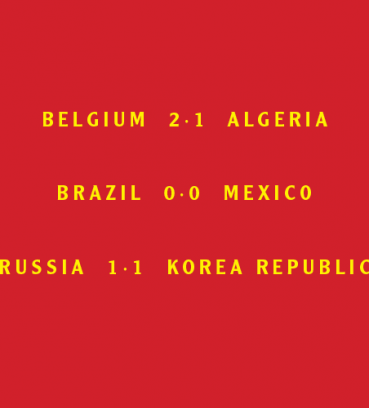 BELGIUM 2·1 ALGERIA
BRAZIL 0·0 MEXICO
RUSSIA 1·1 KOREA REPUBLIC